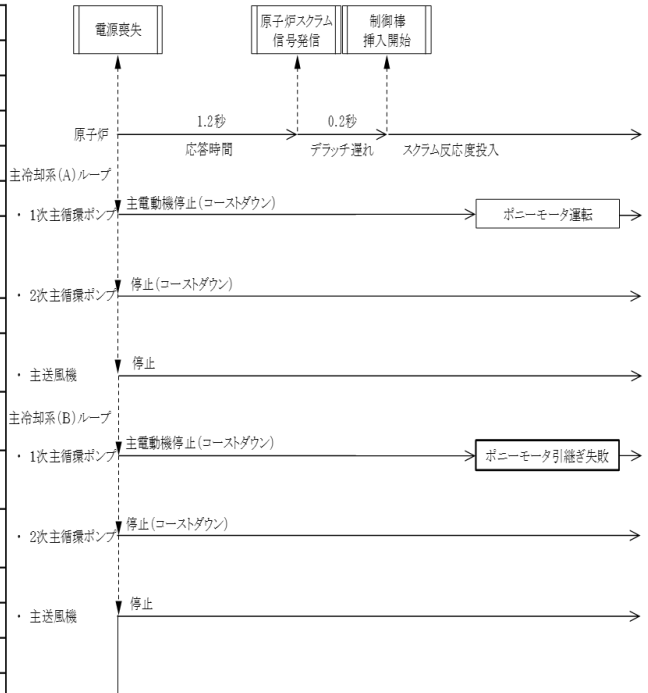 電源喪失
原子炉スクラム
信号発信
制御棒
挿入開始
原子炉
1.2秒
応答時間
0.2秒
デラッチ遅れ
スクラム反応度投入
主冷却系(A)ループ
・ 1次主循環ポンプ
主電動機停止(コーストダウン)
ポニーモータ運転
・ 2次主循環ポンプ
停止(コーストダウン)
・ 主送風機
停止
主冷却系(B)ループ
・ 1次主循環ポンプ
主電動機停止(コーストダウン)
ポニーモータ引継ぎ失敗
・ 2次主循環ポンプ
停止(コーストダウン)
・ 主送風機
停止